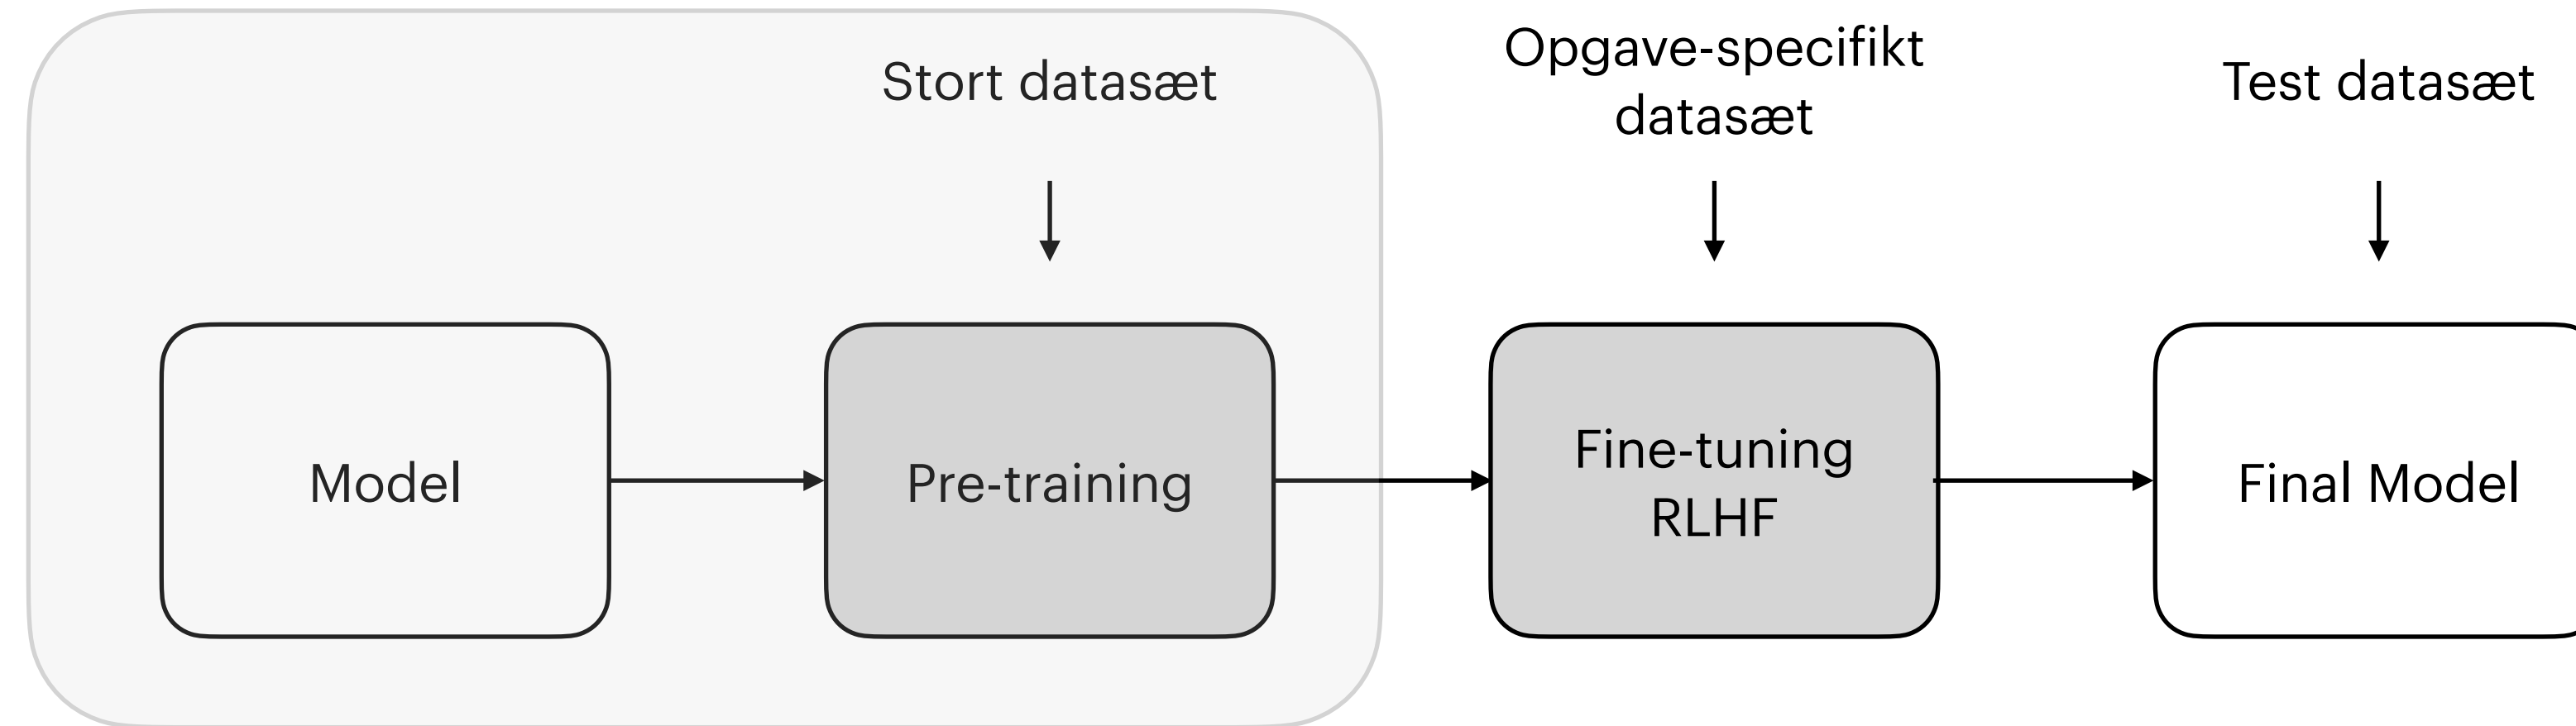 Stort datasæt
Opgave-specifikt
datasæt
Test datasæt
Model
Pre-training
Fine-tuning
RLHF
Final Model